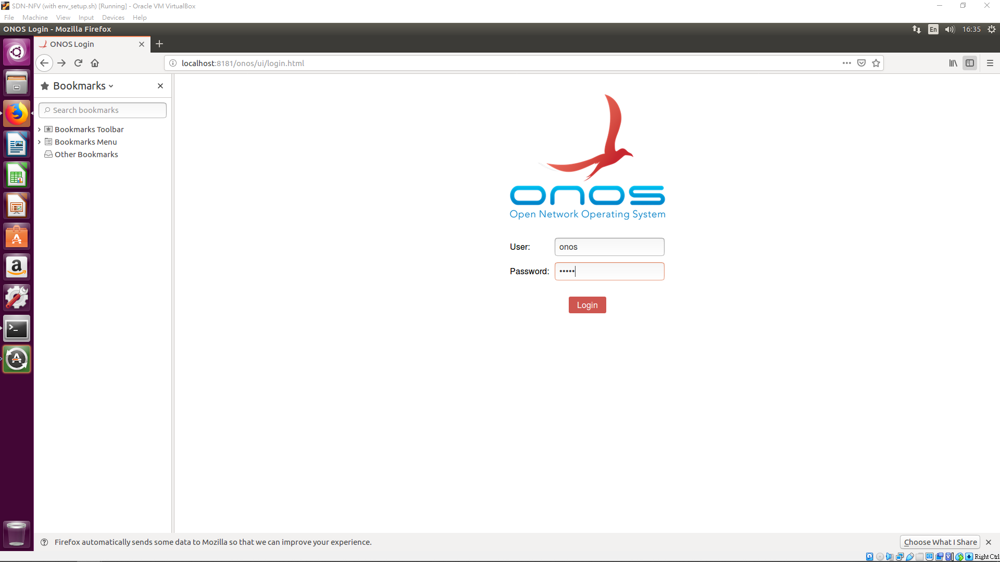 SDN-NFV (with env_setup.sh) [Running] - Oracle VM VirtualBox
File Machine View Input Devices Help
ONOS Login - Mozilla Firefox
En
16:35
ONOS Login
localhost:8181/onos/ui/login.html
Bookmarks
Search bookmarks
Bookmarks Toolbar
Bookmarks Menu
Other Bookmarks
onos
Open Network Operating System
User: onos
Password: •••••
Login
Firefox automatically sends some data to Mozilla so that we can improve your experience.
Choose What I Share
Right Ctrl